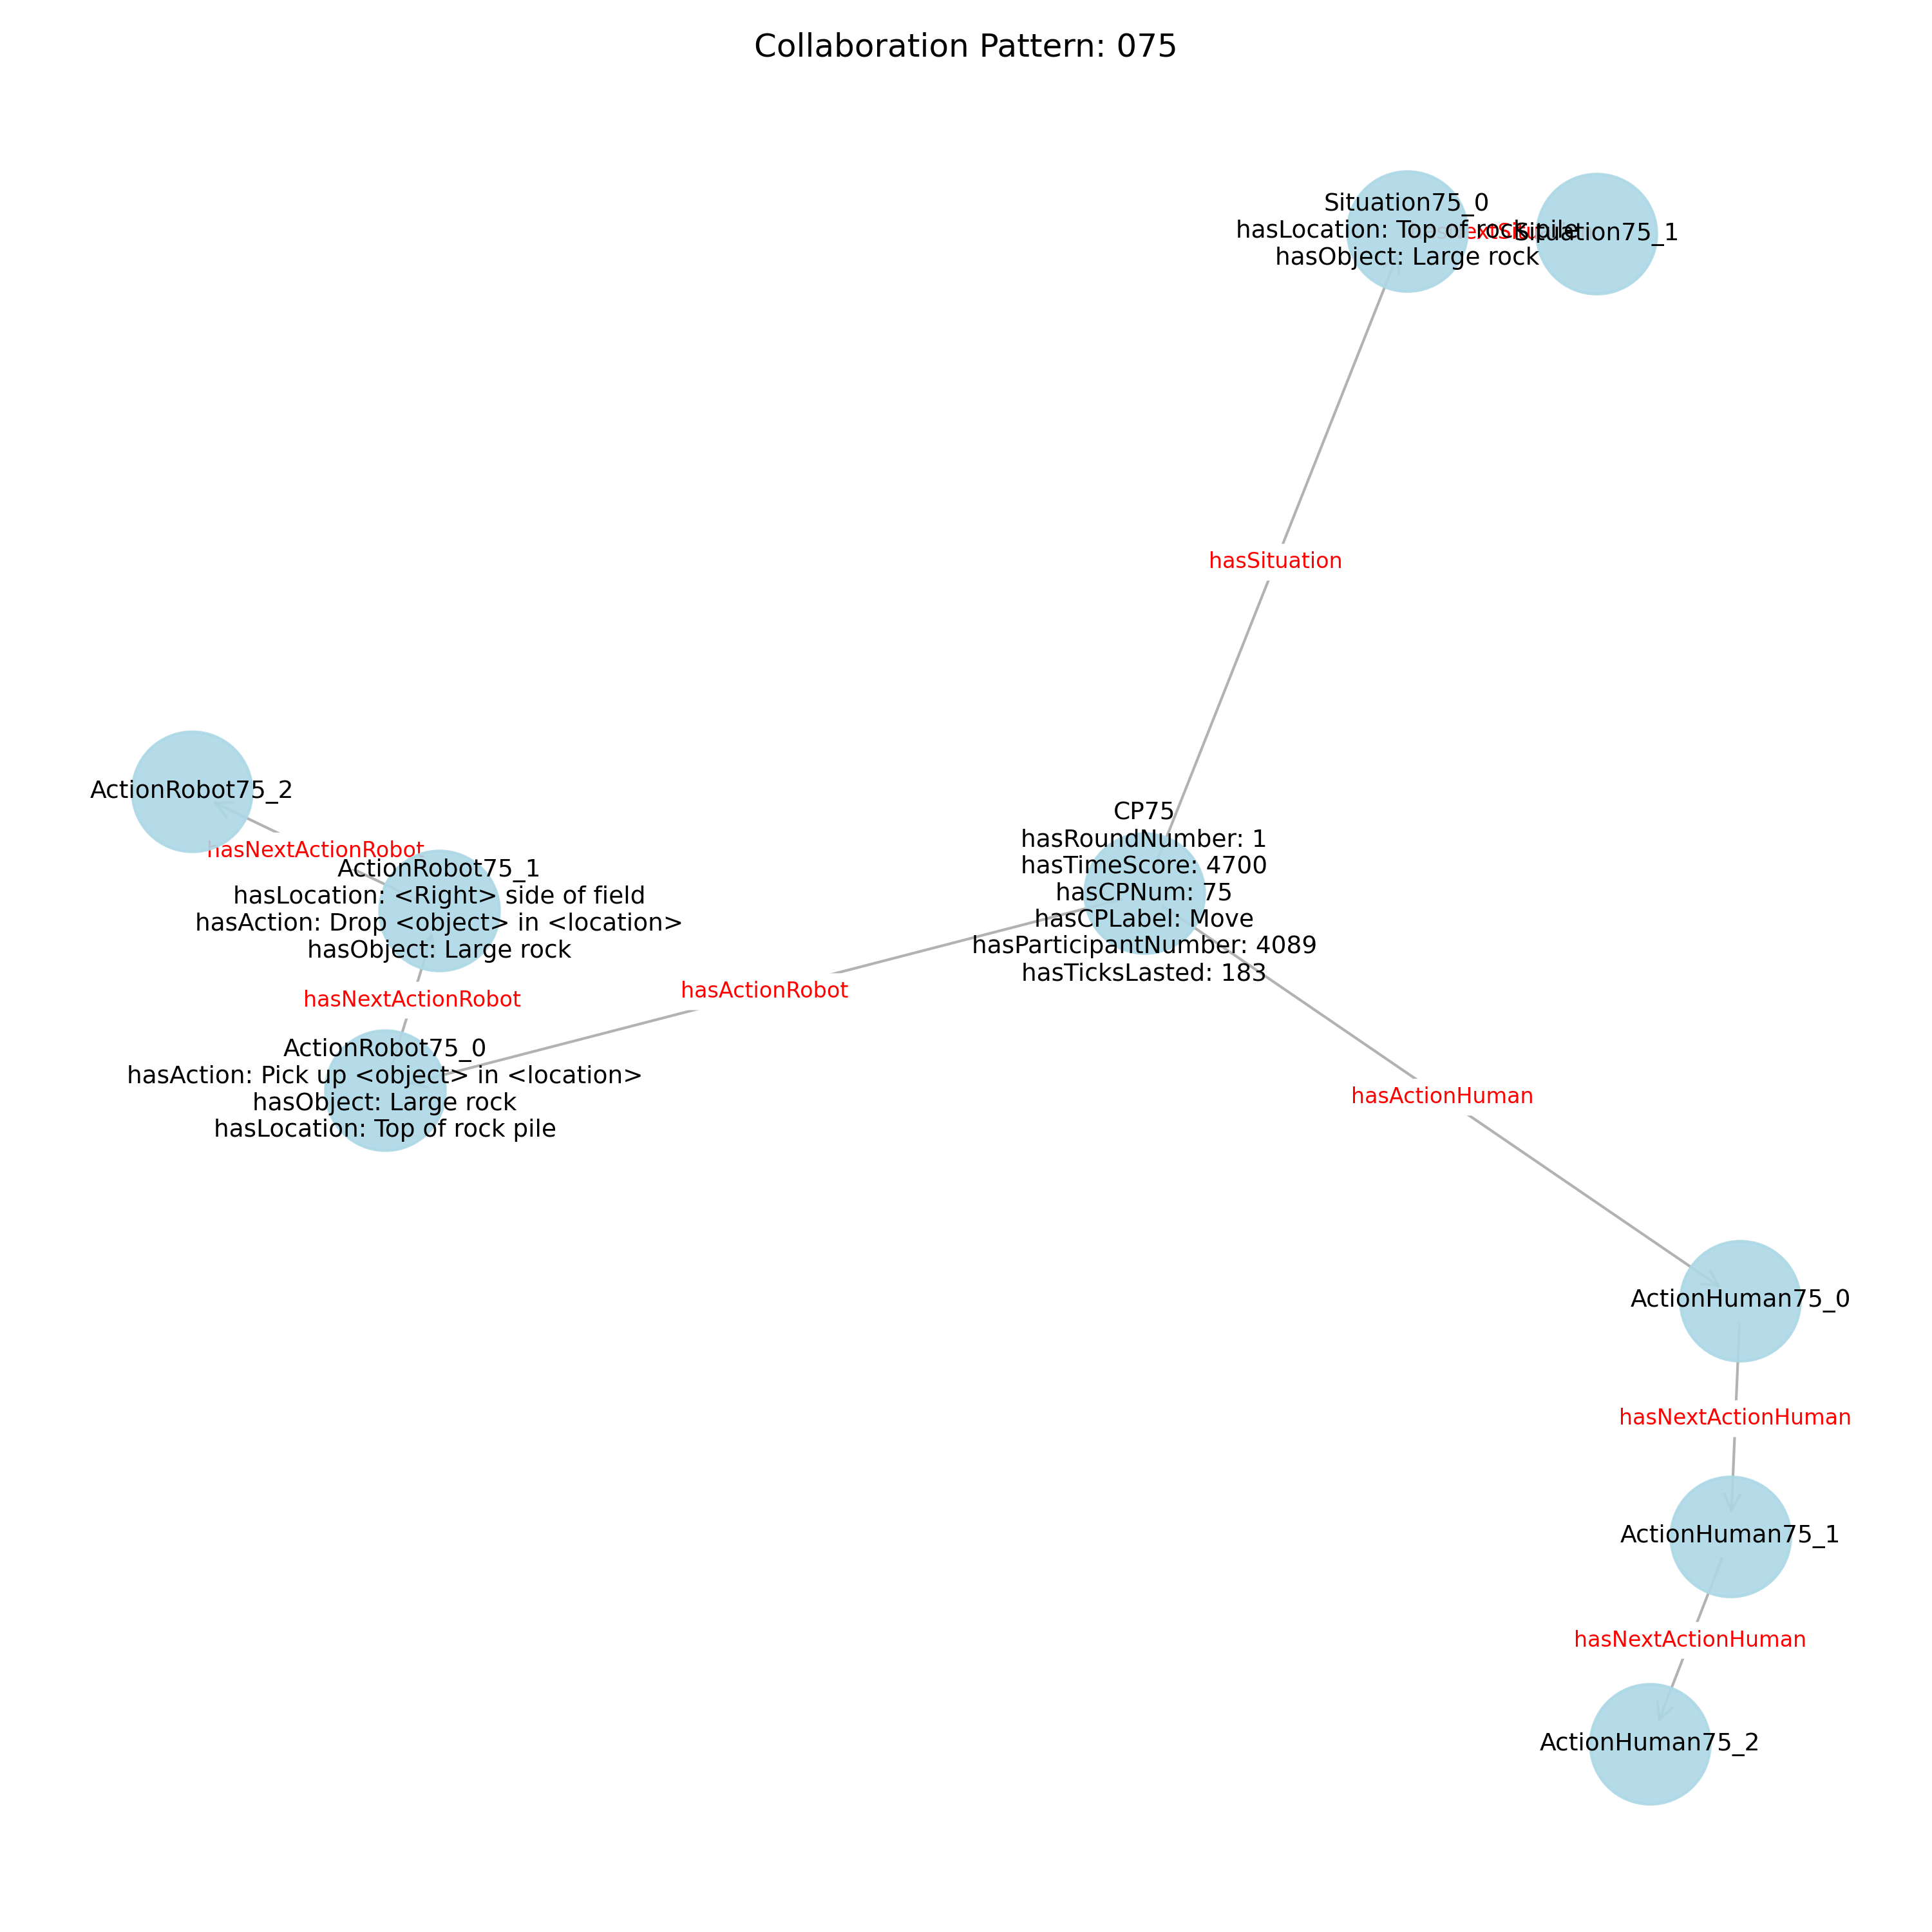 Collaboration Pattern: 075
Situation75_0
hasLocation: Top of rock pile
hasObject: Large rock
Situation75_1
hasSituation
ActionRobot75_2
hasNextActionRobot
ActionRobot75_1
hasLocation: <Right> side of field
hasAction: Drop <object> in <location>
hasObject: Large rock
hasNextActionRobot
ActionRobot75_0
hasAction: Pick up <object> in <location>
hasObject: Large rock
hasLocation: Top of rock pile
hasActionRobot
CP75
hasRoundNumber: 1
hasTimeScore: 4700
hasCPNum: 75
hasCPLabel: Move
hasParticipantNumber: 4089
hasTicksLasted: 183
hasActionHuman
ActionHuman75_0
hasNextActionHuman
ActionHuman75_1
hasNextActionHuman
ActionHuman75_2